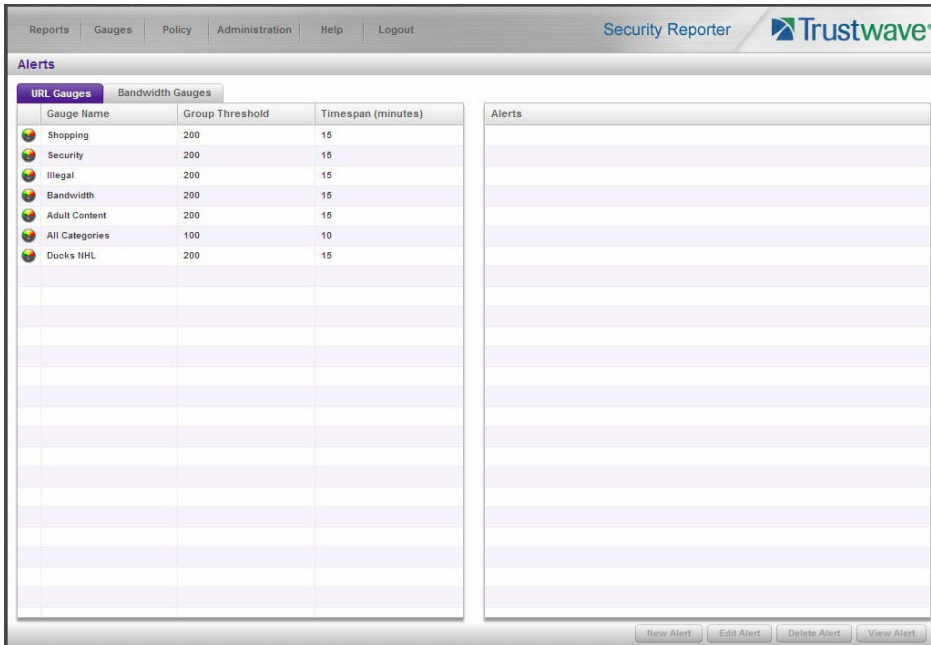 Reports Gauges Policy Administration Help Logout Security Reporter Trustwave®
Alerts
URL Gauges Bandwidth Gauges
Gauge Name Group Threshold Timespan (minutes) Alerts
Shopping 200 15
Security 200 15
Illegal 200 15
Bandwidth 200 15
Adult Content 200 15
All Categories 100 10
Ducks NHL 200 15
New Alert Edit Alert Delete Alert View Alert